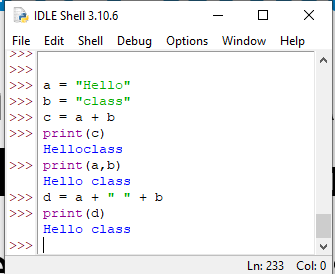 IDLE Shell 3.10.6
File Edit Shell Debug Options Window Help
>>>
>>>
>>> a = "Hello"
>>> b = "class"
>>> c = a + b
>>> print(c)
Helloclass
>>> print(a,b)
Hello class
>>> d = a + " " + b
>>> print(d)
Hello class
>>>
Ln: 233 Col: 0